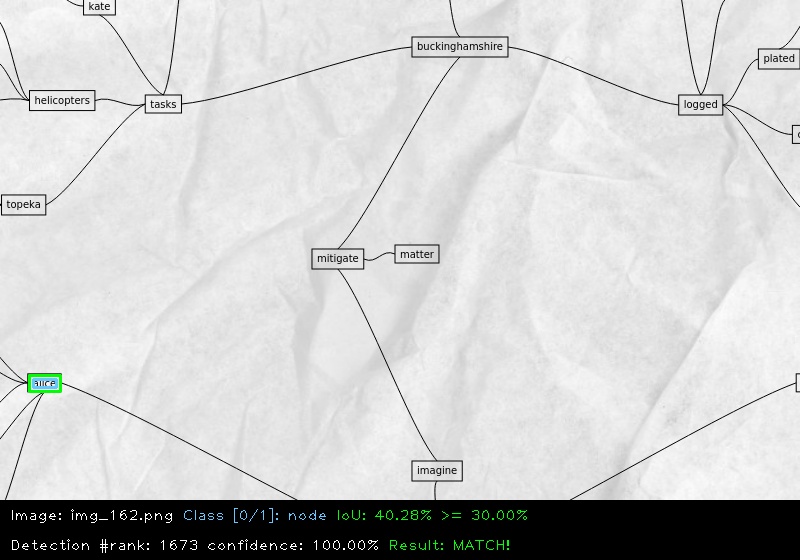 kate
buckinghamshire
plated
helicopters
tasks
logged
topeka
mitigate
matter
alice
imagine
Image: img_162.png Class [0/1]: node IoU: 40.28% >= 30.00%
Detection #rank: 1673 confidence: 100.00% Result: MATCH!